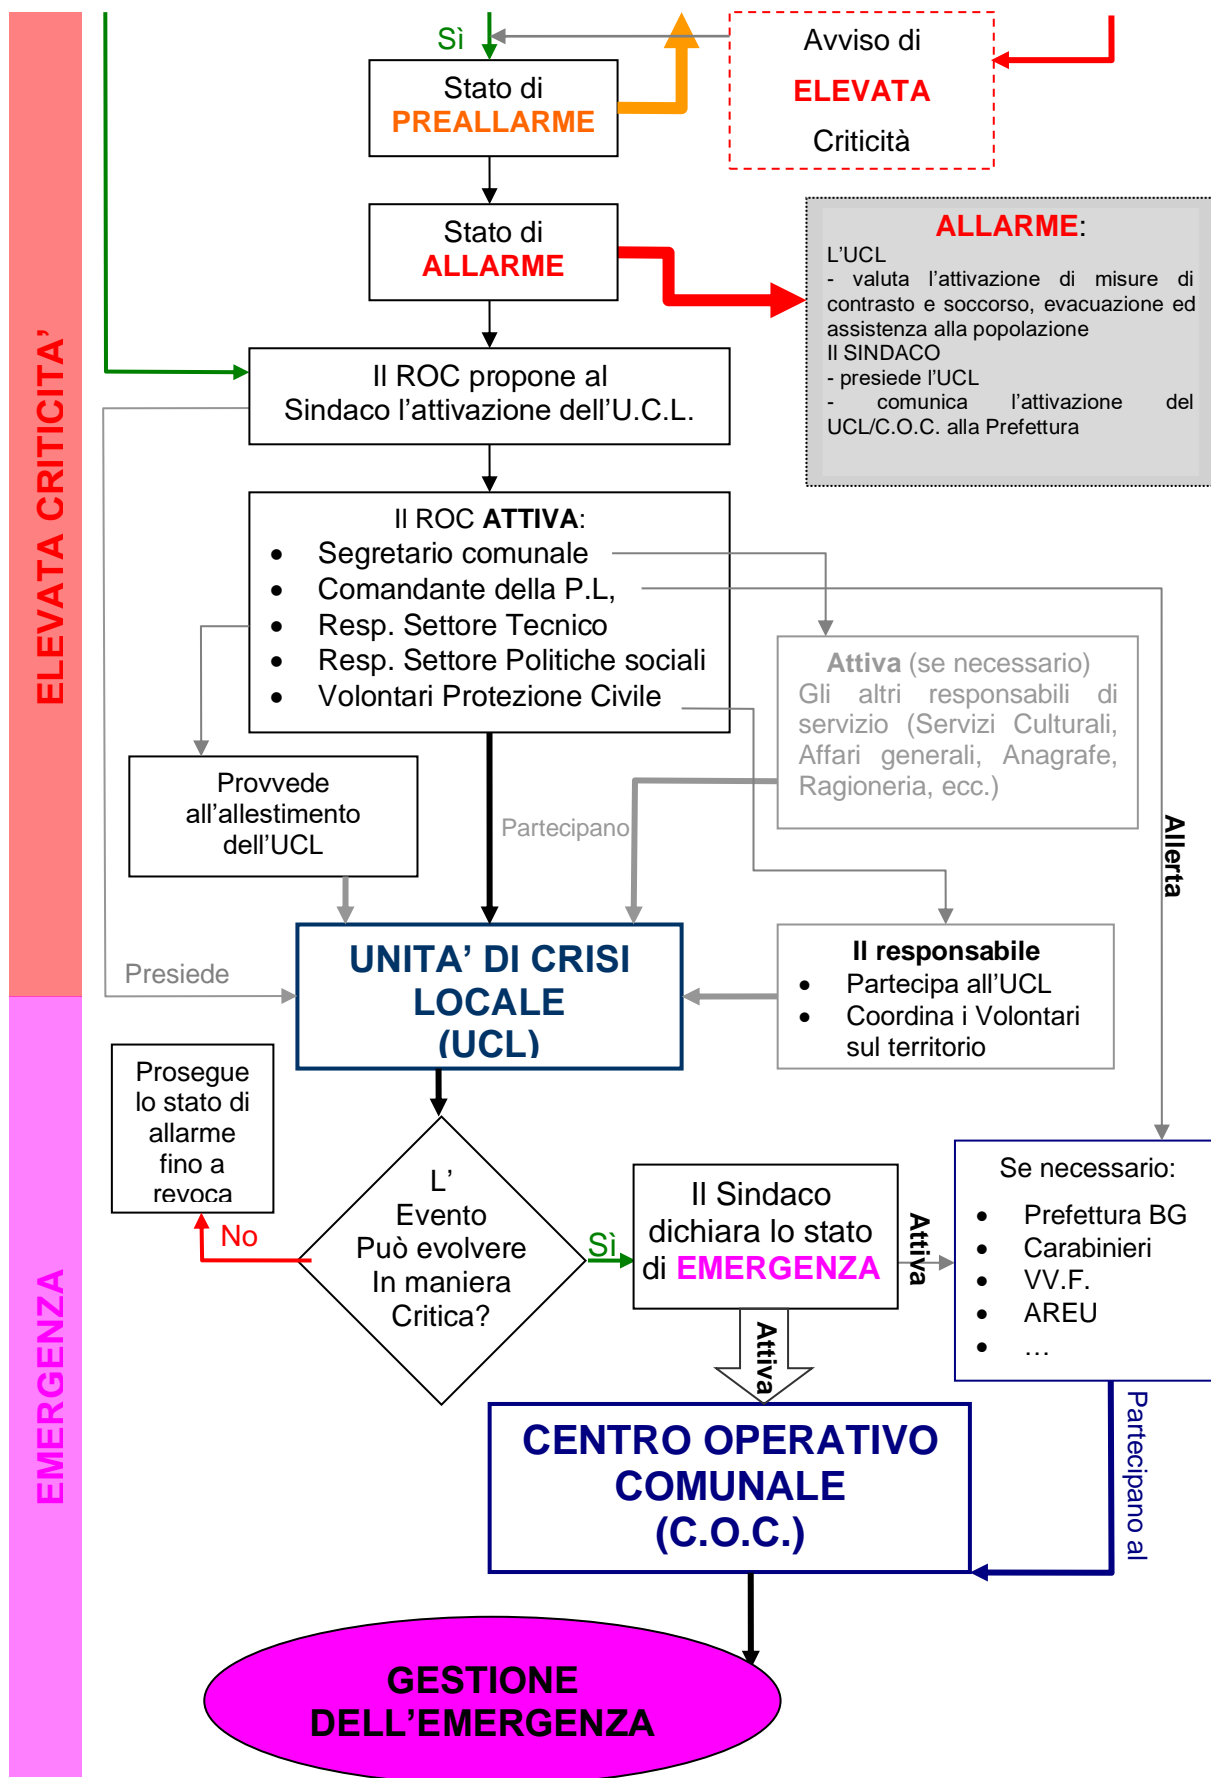 Sì
Avviso di
ELEVATA
Criticità
Stato di
PREALLARME
Stato di
ALLARME
ALLARME:
L'UCL
- valuta l'attivazione di misure di
contrasto e soccorso, evacuazione ed
assistenza alla popolazione
Il SINDACO
- presiede l'UCL
- comunica l'attivazione del
UCL/C.O.C. alla Prefettura
ELEVATA CRITICITA'
Il ROC propone al
Sindaco l'attivazione dell'U.C.L.
Il ROC ATTIVA:
• Segretario comunale
• Comandante della P.L,
• Resp. Settore Tecnico
• Resp. Settore Politiche sociali
• Volontari Protezione Civile
Attiva (se necessario)
Gli altri responsabili di
servizio (Servizi Culturali,
Affari generali, Anagrafe,
Ragioneria, ecc.)
Provvede
all'allestimento
dell'UCL
Partecipano
Allerta
UNITA' DI CRISI
LOCALE
(UCL)
Presiede
Il responsabile
• Partecipa all'UCL
• Coordina i Volontari
sul territorio
EMERGENZA
Prosegue
lo stato di
allarme
fino a
revoca
No
L'
Evento
Può evolvere
In maniera
Critica?
Sì
Il Sindaco
dichiara lo stato
di EMERGENZA
Attiva
Attiva
Se necessario:
• Prefettura BG
• Carabinieri
• VV.F.
• AREU
• …
Partecipano al
CENTRO OPERATIVO
COMUNALE
(C.O.C.)
GESTIONE
DELL'EMERGENZA